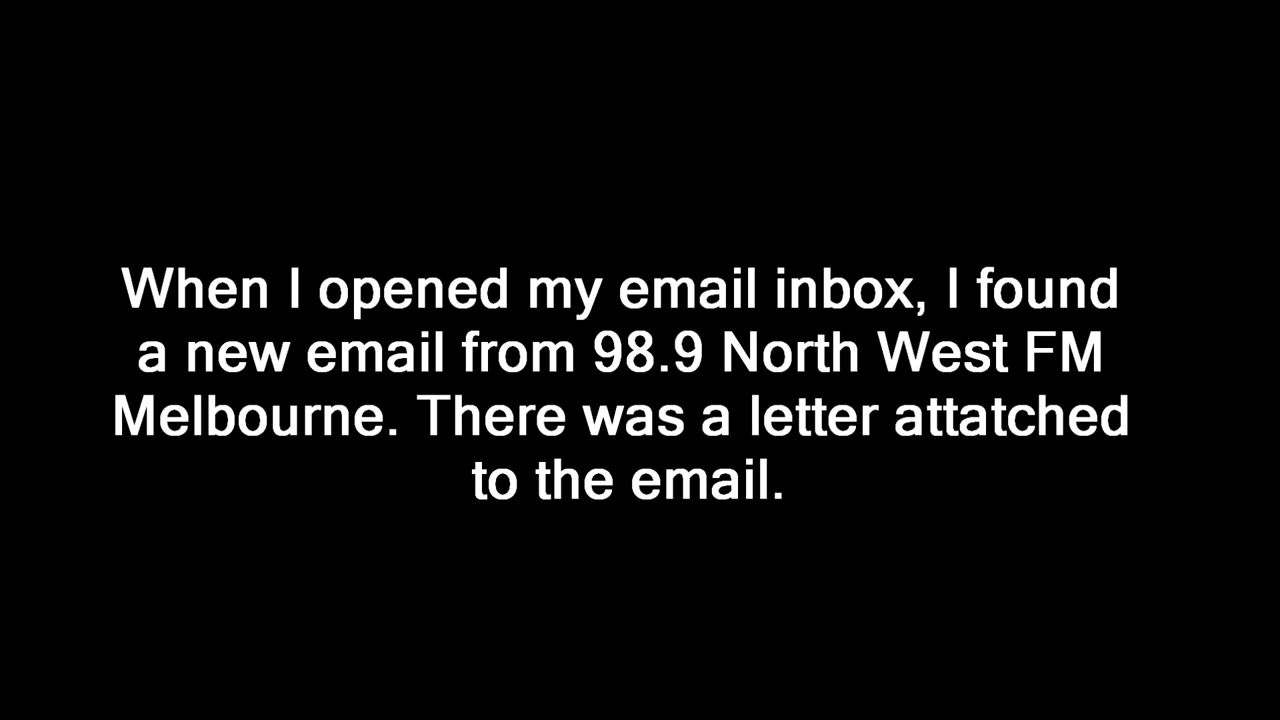 When I opened my email inbox, I found
a new email from 98.9 North West FM
Melbourne. There was a letter attatched
to the email.